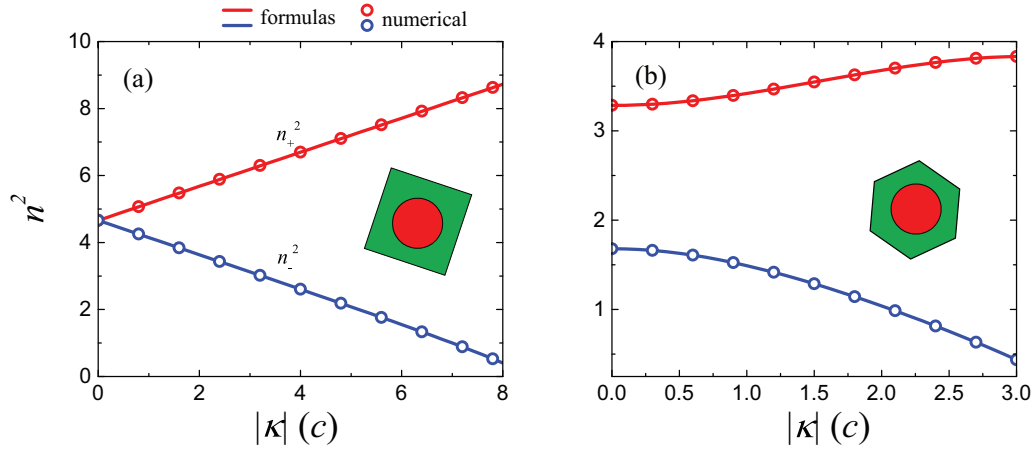 formulas numerical
(a)
10
8
6
4
2
0
n²
n₊²
n₋²
0 2 4 6 8
|κ| (c)
(b)
4
3
2
1
0.0 0.5 1.0 1.5 2.0 2.5 3.0
|κ| (c)